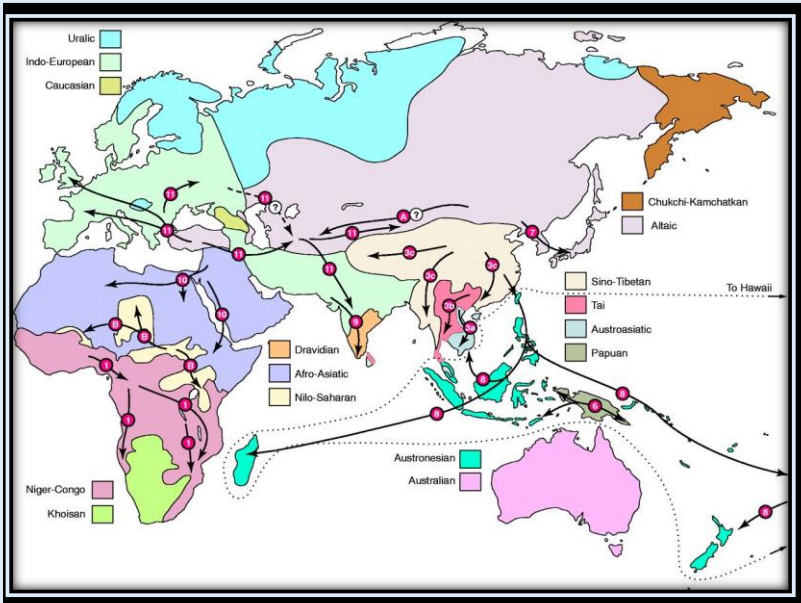 Uralic
Indo-European
Caucasian
11
11
?
A ?
11
11
11
11
3c
3c
3c
7
Chukchi-Kamchatkan
Altaic
Sino-Tibetan
Tai
Austroasiatic
Papuan
To Hawaii
10
10
B
B
B
9
3b
3a
Dravidian
Afro-Asiatic
Nilo-Saharan
1
1
1
1
8
8
8
6
8
Austronesian
Australian
Niger-Congo
Khoisan